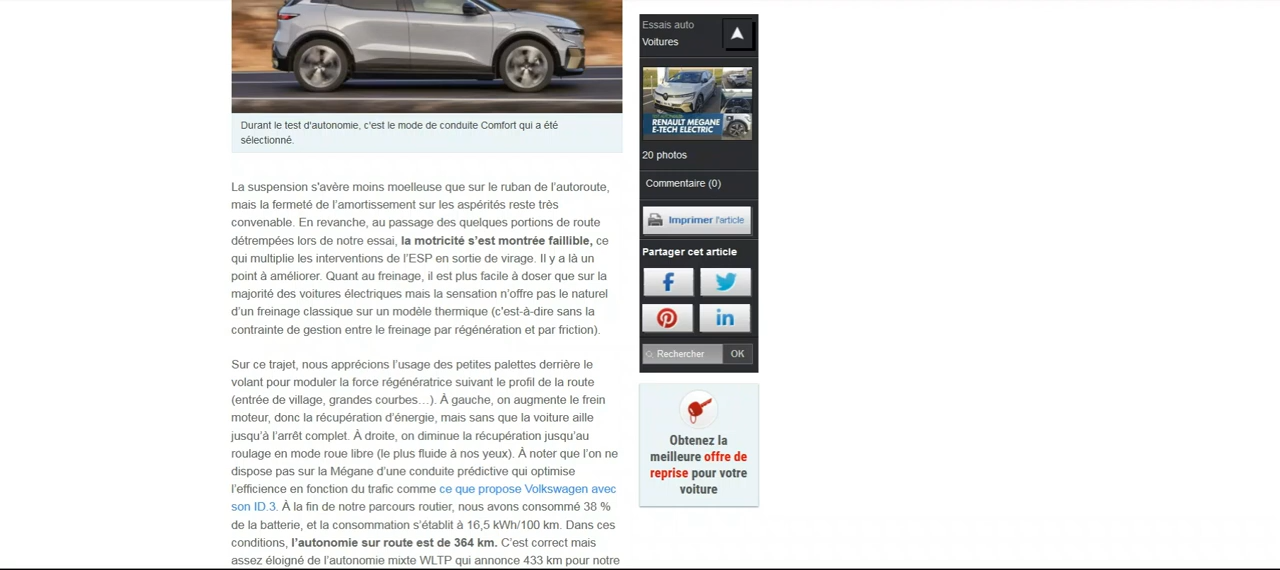 Durant le test d'autonomie, c'est le mode de conduite Comfort qui a été
sélectionné.
La suspension s'avère moins moelleuse que sur le ruban de l'autoroute,
mais la fermeté de l'amortissement sur les aspérités reste très
convenable. En revanche, au passage des quelques portions de route
détrempées lors de notre essai, la motricité s'est montrée faillible, ce
qui multiplie les interventions de l'ESP en sortie de virage. Il y a là un
point à améliorer. Quant au freinage, il est plus facile à doser que sur la
majorité des voitures électriques mais la sensation n'offre pas le naturel
d'un freinage classique sur un modèle thermique (c'est-à-dire sans la
contrainte de gestion entre le freinage par régénération et par friction).
Sur ce trajet, nous apprécions l'usage des petites palettes derrière le
volant pour moduler la force régénératrice suivant le profil de la route
(entrée de village, grandes courbes…). À gauche, on augmente le frein
moteur, donc la récupération d'énergie, mais sans que la voiture aille
jusqu'à l'arrêt complet. À droite, on diminue la récupération jusqu'au
roulage en mode roue libre (le plus fluide à nos yeux). À noter que l'on ne
dispose pas sur la Mégane d'une conduite prédictive qui optimise
l'efficience en fonction du trafic comme ce que propose Volkswagen avec
son ID.3. À la fin de notre parcours routier, nous avons consommé 38 %
de la batterie, et la consommation s'établit à 16,5 kWh/100 km. Dans ces
conditions, l'autonomie sur route est de 364 km. C'est correct mais
assez éloigné de l'autonomie mixte WLTP qui annonce 433 km pour notre
Essais auto
Voitures
RENAULT MEGANE
E-TECH ELECTRIC
20 photos
Commentaire (0)
Imprimer l'article
Partager cet article
Rechercher OK
Obtenez la
meilleure offre de
reprise pour votre
voiture